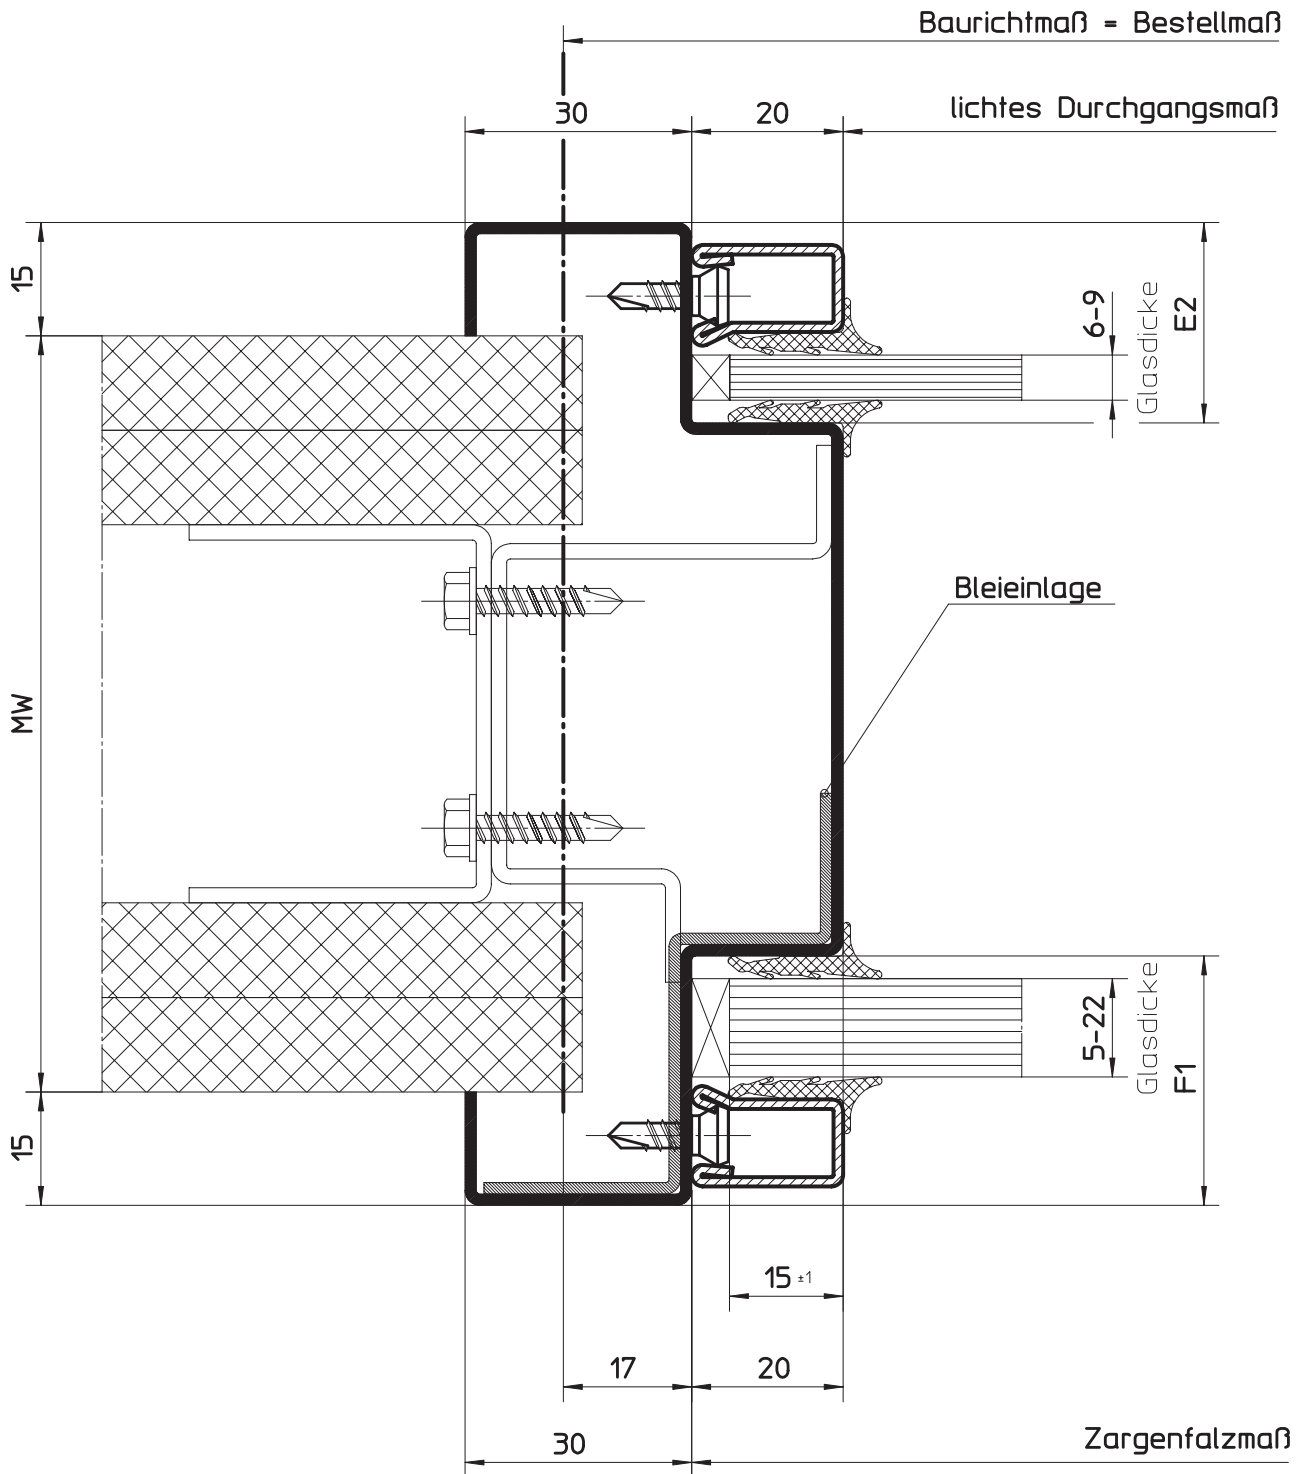 Baurichtmaß = Bestellmaß
lichtes Durchgangsmaß
30
20
15
6-9
Glasdicke
E2
Bleieinlage
MW
5-22
Glasdicke
F1
15
15 ±1
17
20
30
Zargenfalzmaß